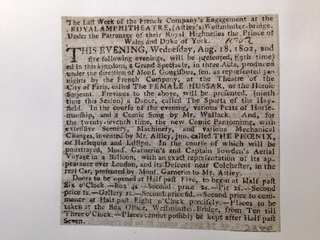 The Last Week of the French Company's Engagement at the
ROYAL AMPHITHEATRE, (Astley's) Westminster-bridge.
Under the Patronage of their Royal Highnesses the Prince of
Wales and Duke of York.
THIS EVENING, Wednesday, Aug. 18, 1802, and
five following evenings, will be presented, (8th time)
in this kingdom, a Grand Spectacle, in three Acts, produced
under the direction of Mons. Gougibus, sen. as represented
nights by the French Company, at the Theatre of the
City of Paris, called The FEMALE HUSSAR, or the Heroic
Serjeant. Previous to the above, will be presented,
time this Season) a Dance, called The Sports of the Hay-
field. In the course of the evening, various Feats of Horse-
manship, and a Comic Song by Mr. Wallack. And, for
the twenty-seventh time, the new Comic Pantomime, with
extensive Scenery, Machinery, and various Mechanical
Changes, invented by Mr. Astley, jun. called THE PHŒNIX,
or Harlequin and Lillipo. In the course of which will be
pourtrayed, Mons. Garnerin's and Captain Sowden's Aerial
Voyage in a Balloon, with an exact representation of its ap-
pearance over London, and its Descent near Colchester, in the
real Car, presented by Mons. Garnerin to Mr. Astley.
Doors to be opened at Half past Five, to begin at Half past
Six o'Clock.—Box 4s.—Second price 2s.—Pit 2s.—Second
price 1s.—Gallery 1s.—Second price 6d.—Second price to com-
mence at Half past Eight o'Clock precisely.—Places to be
taken at the Box Office, Westminster Bridge, from Ten till
Three o'Clock.—Places cannot possibly be kept after Half past
Seven.